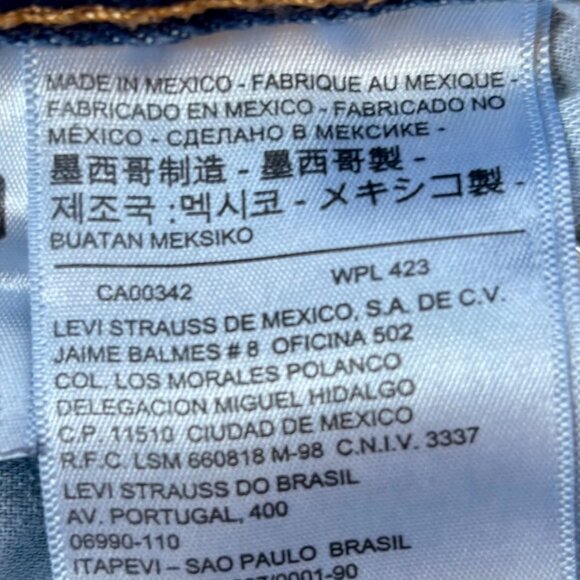 MADE IN MEXICO - FABRIQUE AU MEXIQUE -
FABRICADO EN MEXICO - FABRICADO NO
MÉXICO - СДЕЛАНО В МЕКСИКЕ -
墨西哥制造 - 墨西哥製 -
제조국 :멕시코 - メキシコ製 -
BUATAN MEKSIKO
CA00342 WPL 423
LEVI STRAUSS DE MEXICO, S.A. DE C.V.
JAIME BALMES # 8 OFICINA 502
COL. LOS MORALES POLANCO
DELEGACION MIGUEL HIDALGO
C.P. 11510 CIUDAD DE MEXICO
R.F.C. LSM 660818 M-98 C.N.I.V. 3337
LEVI STRAUSS DO BRASIL
AV. PORTUGAL, 400
06990-110
ITAPEVI – SAO PAULO BRASIL
/0001-90